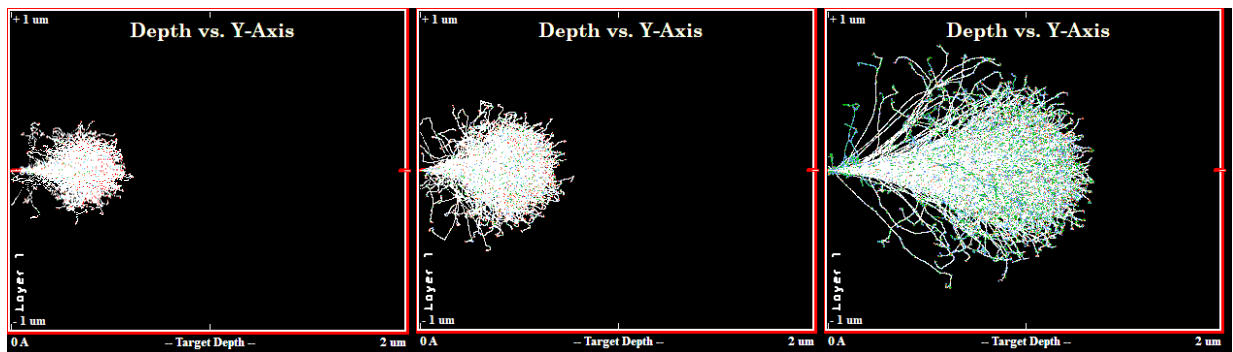 + 1 um
Depth vs. Y-Axis
Layer 1
- 1 um
0 A
-- Target Depth --
2 um
+ 1 um
Depth vs. Y-Axis
Layer 1
- 1 um
0 A
-- Target Depth --
2 um
+ 1 um
Depth vs. Y-Axis
Layer 1
- 1 um
0 A
-- Target Depth --
2 um